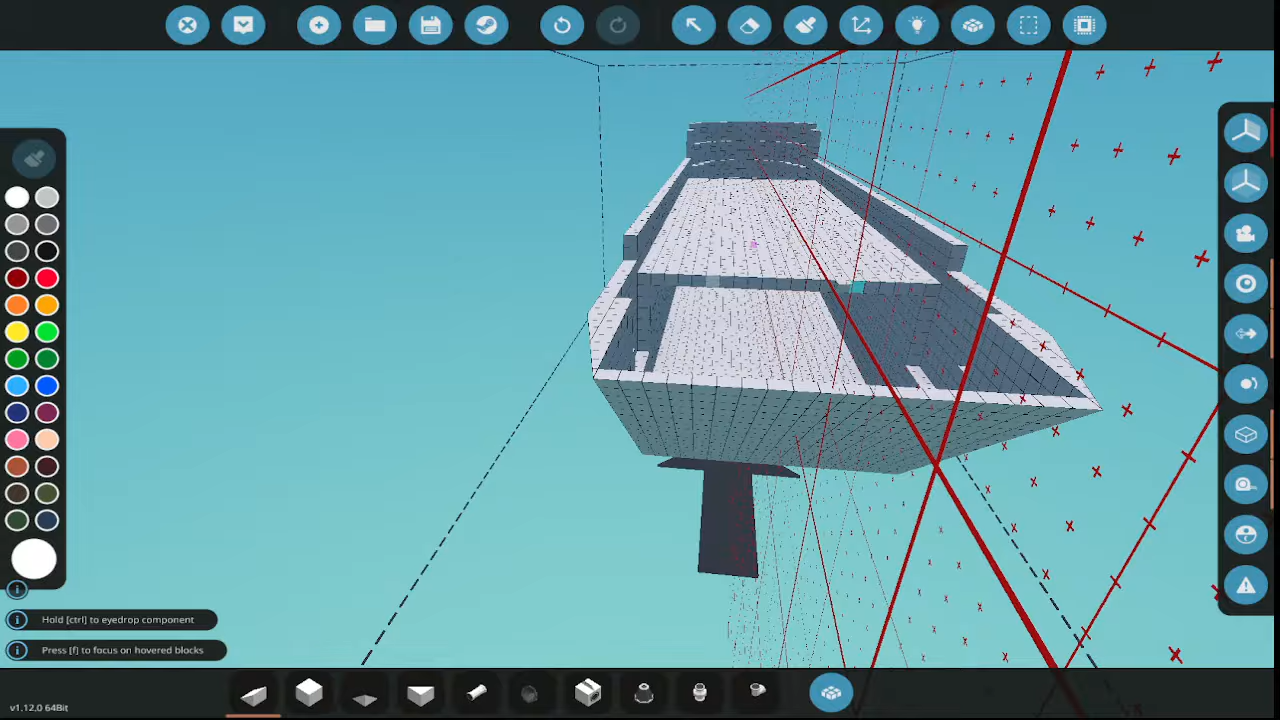 Hold [ctrl] to eyedrop component
Press [f] to focus on hovered blocks
v1.12.0 64Bit